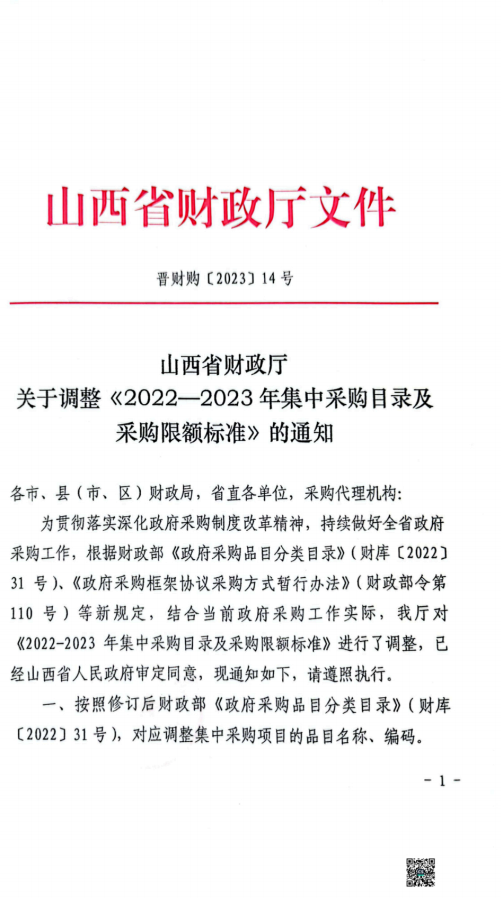 山西省财政厅文件
晋财购〔2023〕14号
山西省财政厅
关于调整《2022—2023年集中采购目录及
采购限额标准》的通知
各市、县（市、区）财政局，省直各单位，采购代理机构：
为贯彻落实深化政府采购制度改革精神，持续做好全省政府
采购工作，根据财政部《政府采购品目分类目录》（财库〔2022〕
31号）、《政府采购框架协议采购方式暂行办法》（财政部令第
110号）等新规定，结合当前政府采购工作实际，我厅对
《2022-2023年集中采购目录及采购限额标准》进行了调整，已
经山西省人民政府审定同意，现通知如下，请遵照执行。
一、按照修订后财政部《政府采购品目分类目录》（财库
〔2022〕31号），对应调整集中采购项目的品目名称、编码。
- 1 -